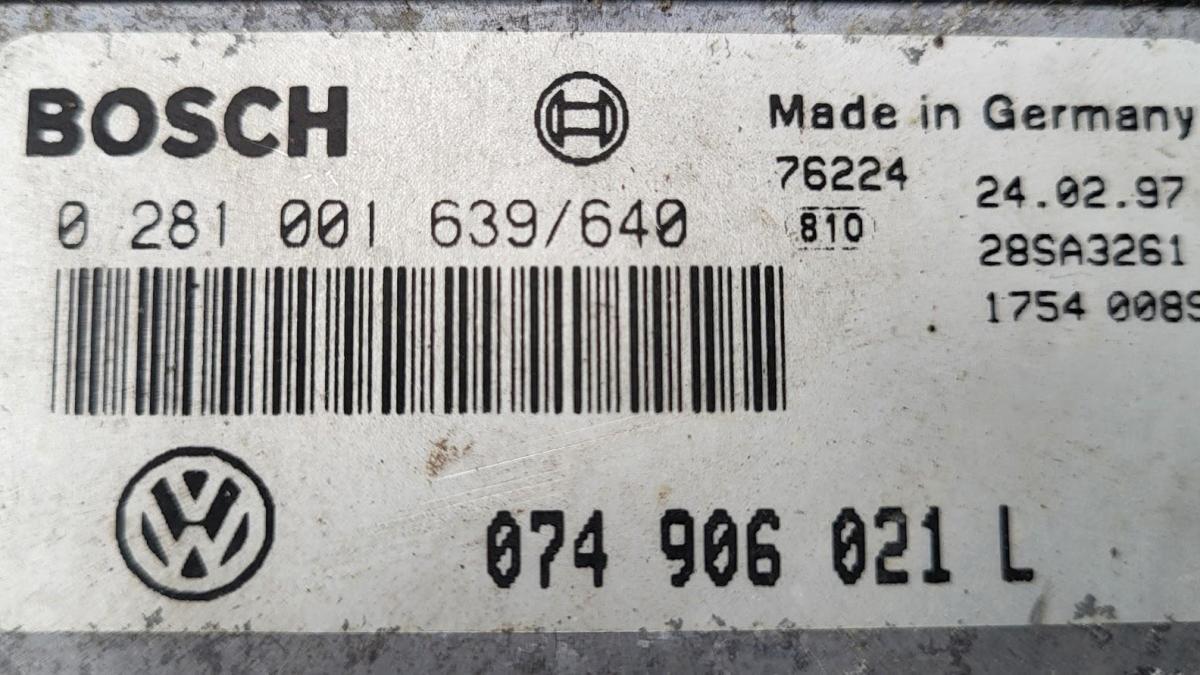 BOSCH
Made in Germany
0 281 001 639/640
76224
24.02.97
810
28SA3261
1754 008S
074 906 021 L